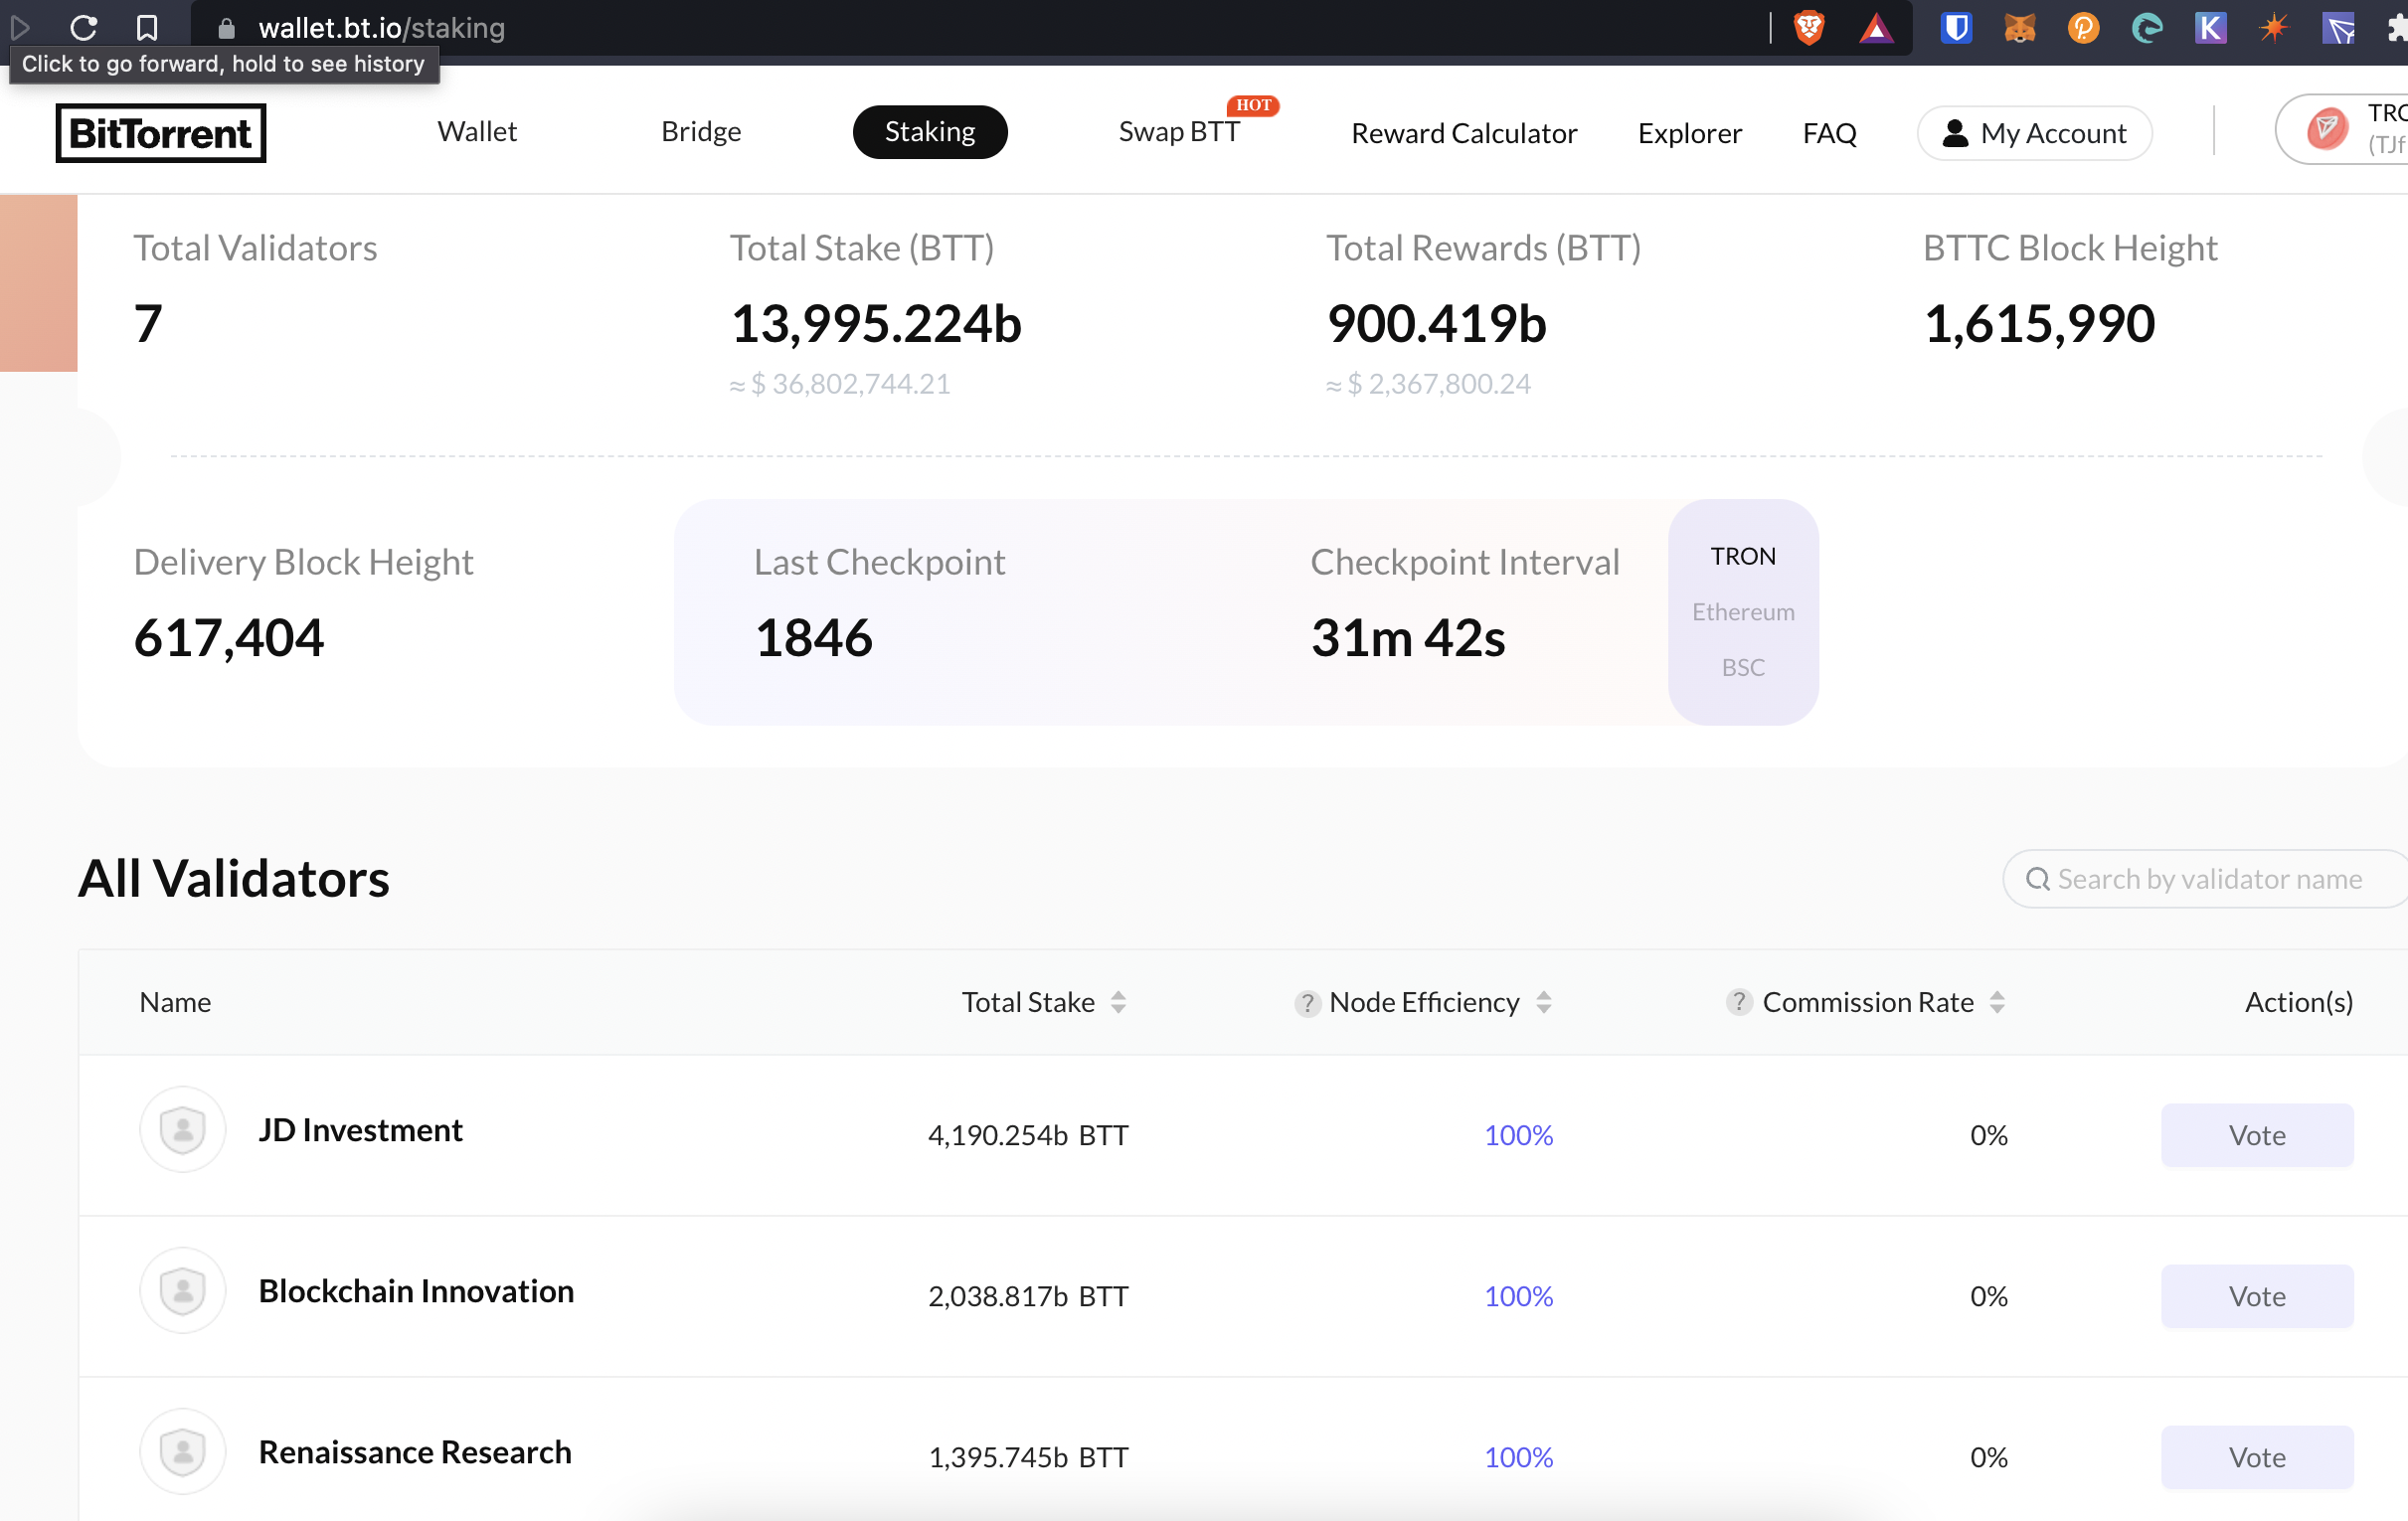 wallet.bt.io/staking
Click to go forward, hold to see history
BitTorrent
Wallet
Bridge
Staking
Swap BTT
HOT
Reward Calculator
Explorer
FAQ
My Account
TRO
(TJf
Total Validators
Total Stake (BTT)
Total Rewards (BTT)
BTTC Block Height
7
13,995.224b
900.419b
1,615,990
≈ $ 36,802,744.21
≈ $ 2,367,800.24
Delivery Block Height
Last Checkpoint
Checkpoint Interval
617,404
1846
31m 42s
TRON
Ethereum
BSC
All Validators
Search by validator name
Name
Total Stake
? Node Efficiency
? Commission Rate
Action(s)
JD Investment
4,190.254b BTT
100%
0%
Vote
Blockchain Innovation
2,038.817b BTT
100%
0%
Vote
Renaissance Research
1,395.745b BTT
100%
0%
Vote